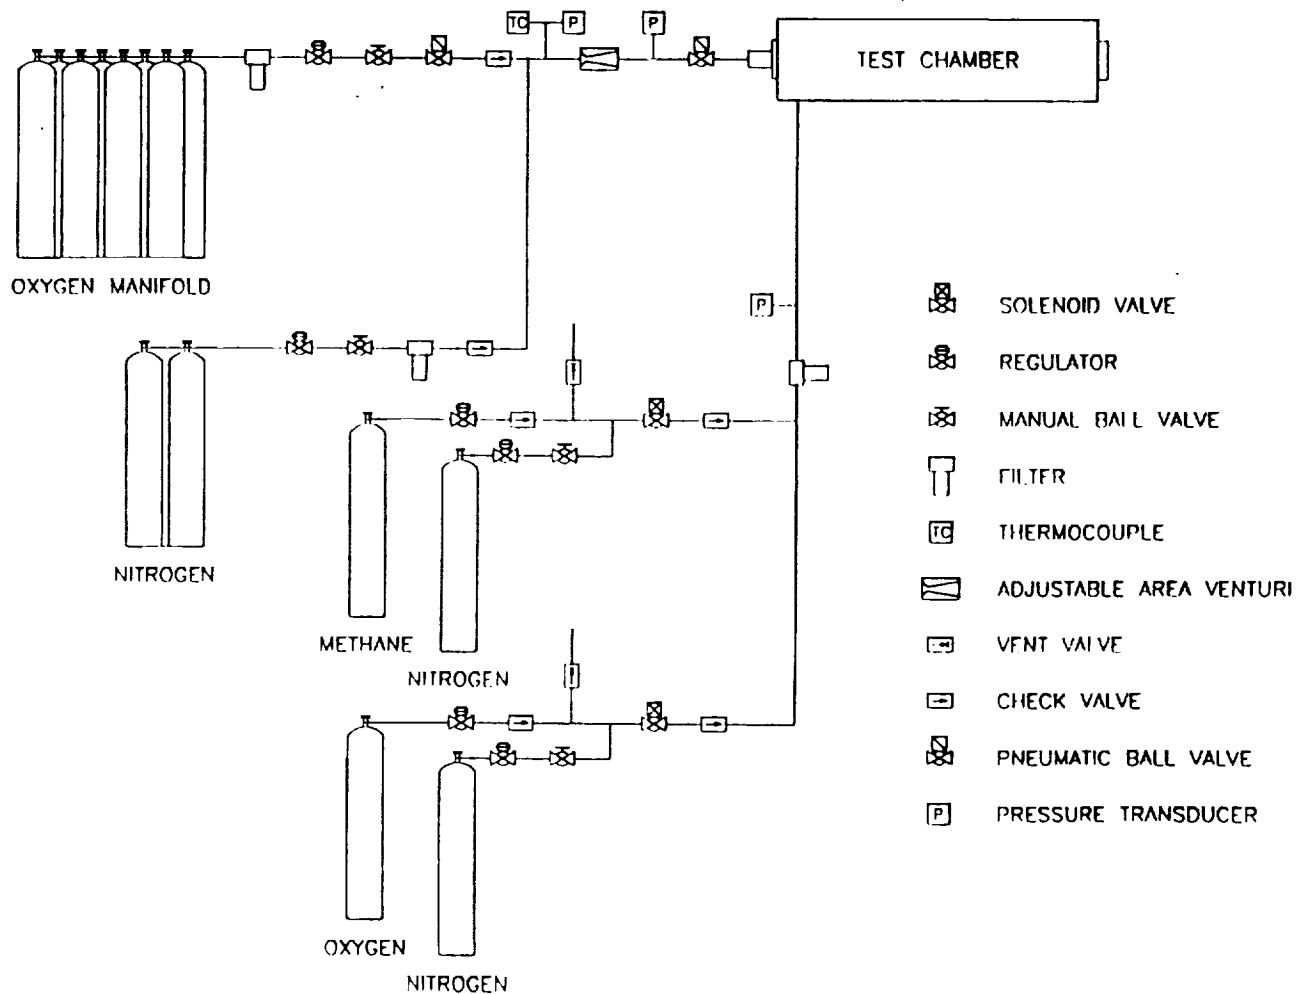 TC P P
TEST CHAMBER
OXYGEN MANIFOLD
P
SOLENOID VALVE
REGULATOR
MANUAL BALL VALVE
FILTER
TC THERMOCOUPLE
ADJUSTABLE AREA VENTURI
VENT VALVE
CHECK VALVE
PNEUMATIC BALL VALVE
P PRESSURE TRANSDUCER
NITROGEN
METHANE
NITROGEN
OXYGEN
NITROGEN